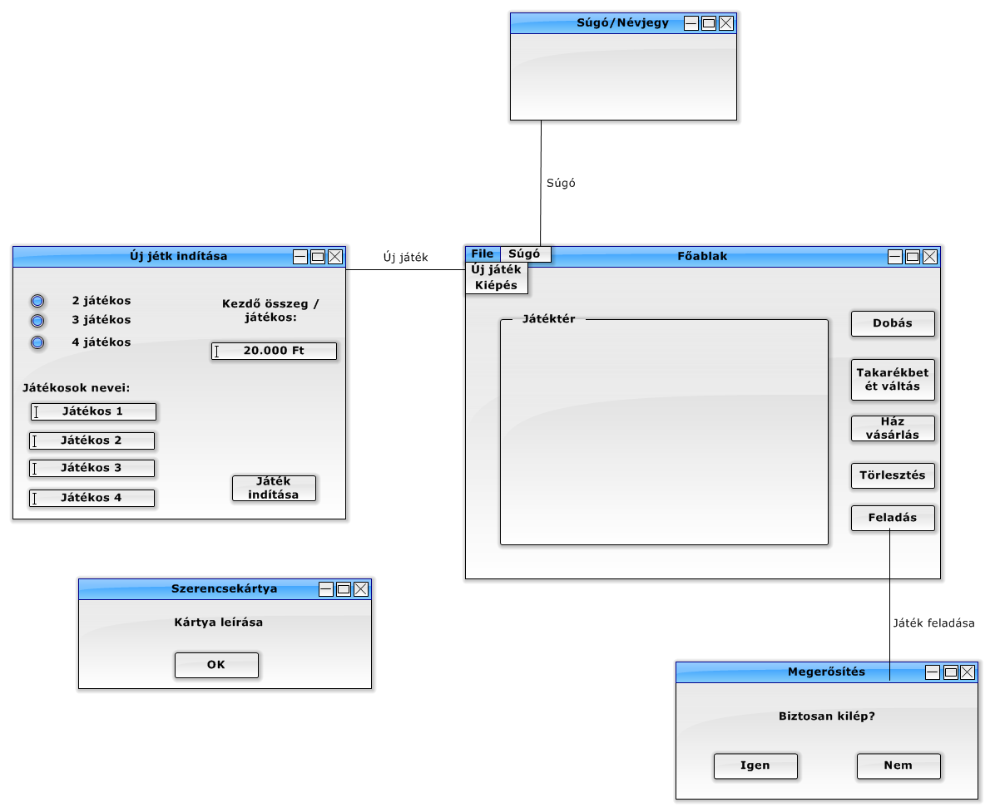 Súgó/Névjegy
Súgó
Új jétk indítása
2 játékos
3 játékos
4 játékos
Kezdő összeg /
játékos:
20.000 Ft
Játékosok nevei:
Játékos 1
Játékos 2
Játékos 3
Játékos 4
Játék
indítása
Új játék
File
Súgó
Főablak
Új játék
Kiépés
Játéktér
Dobás
Takarékbet
ét váltás
Ház
vásárlás
Törlesztés
Feladás
Szerencsekártya
Kártya leírása
OK
Játék feladása
Megerősítés
Biztosan kilép?
Igen
Nem